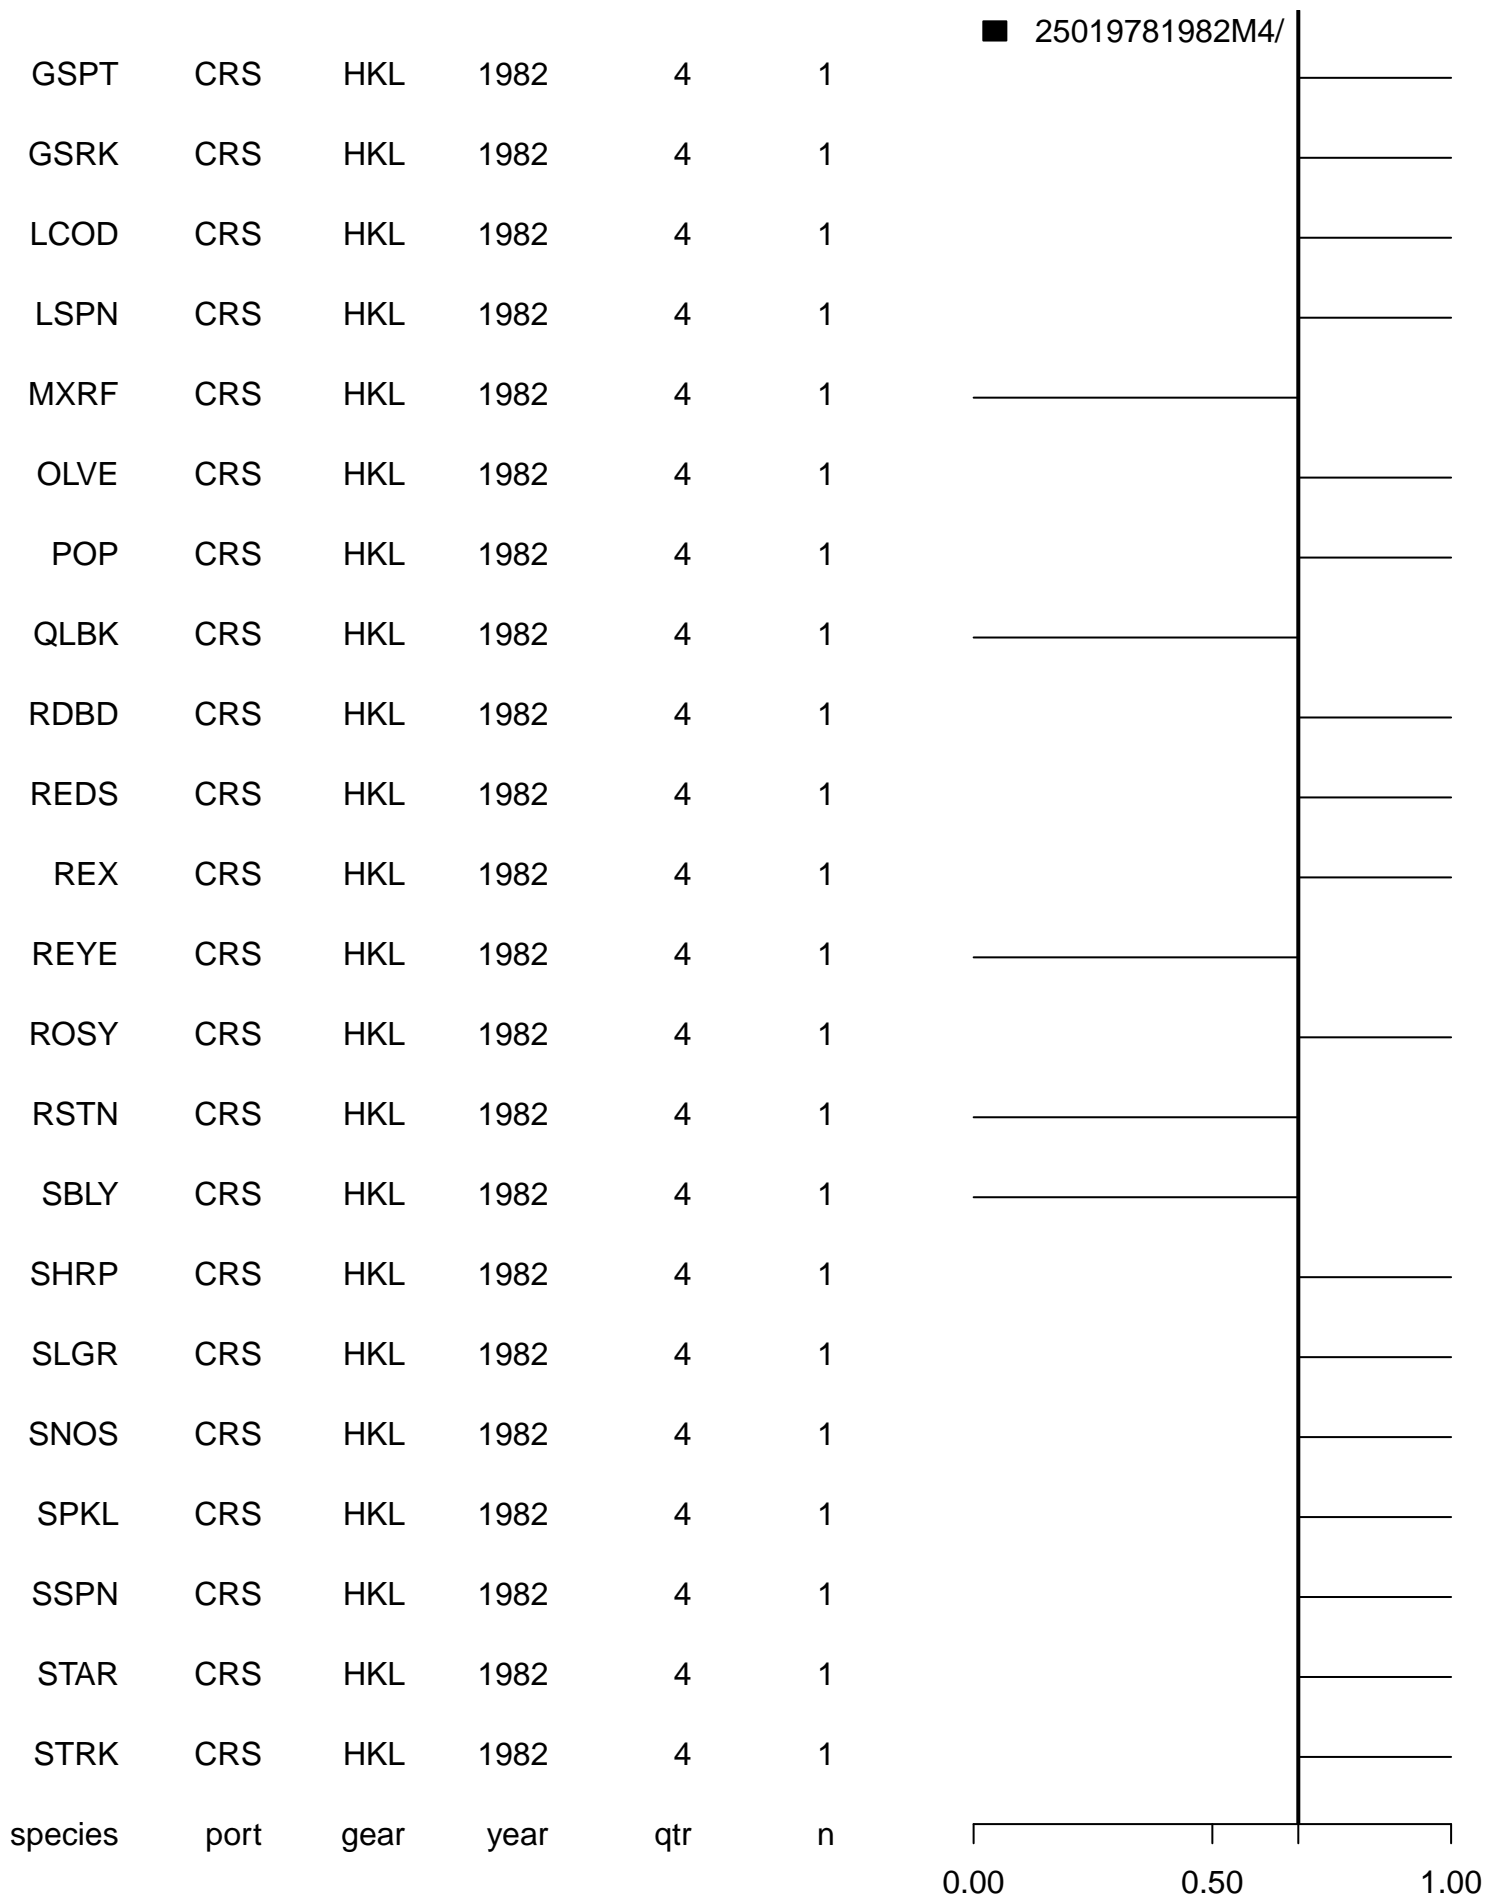 25019781982M4/
GSPT CRS HKL 1982 4 1
GSRK CRS HKL 1982 4 1
LCOD CRS HKL 1982 4 1
LSPN CRS HKL 1982 4 1
MXRF CRS HKL 1982 4 1
OLVE CRS HKL 1982 4 1
POP CRS HKL 1982 4 1
QLBK CRS HKL 1982 4 1
RDBD CRS HKL 1982 4 1
REDS CRS HKL 1982 4 1
REX CRS HKL 1982 4 1
REYE CRS HKL 1982 4 1
ROSY CRS HKL 1982 4 1
RSTN CRS HKL 1982 4 1
SBLY CRS HKL 1982 4 1
SHRP CRS HKL 1982 4 1
SLGR CRS HKL 1982 4 1
SNOS CRS HKL 1982 4 1
SPKL CRS HKL 1982 4 1
SSPN CRS HKL 1982 4 1
STAR CRS HKL 1982 4 1
STRK CRS HKL 1982 4 1
species port gear year qtr n
0.00 0.50 1.00